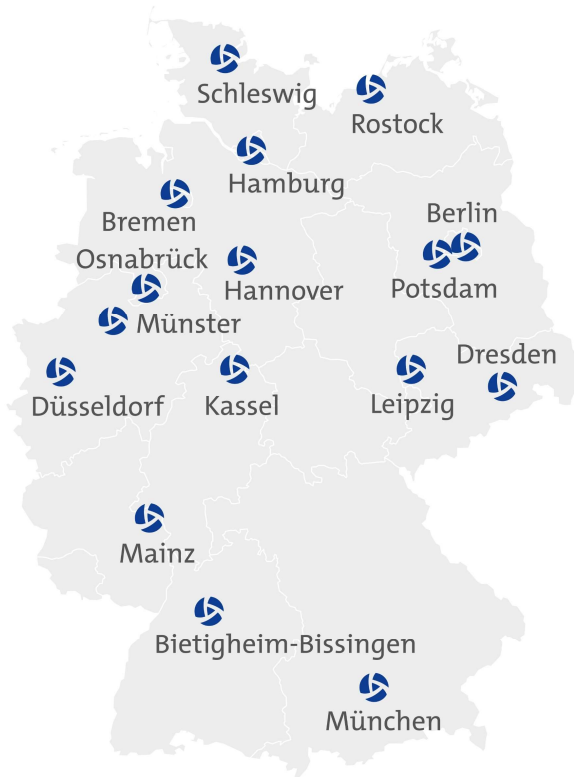 Schleswig
Rostock
Hamburg
Bremen
Berlin
Osnabrück
Hannover
Potsdam
Münster
Dresden
Düsseldorf
Kassel
Leipzig
Mainz
Bietigheim-Bissingen
München